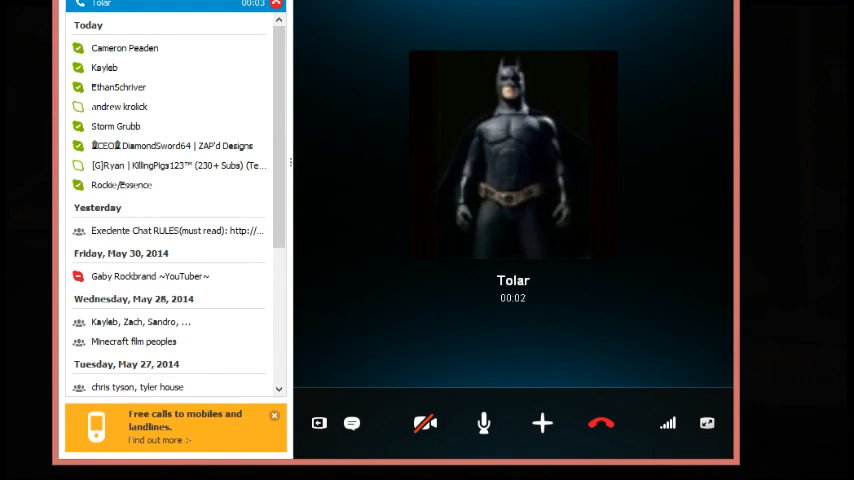 Tolar 00:03
Today
Cameron Peaden
Kayleb
EthanSchriver
andrew krolick
Storm Grubb
CEO DiamondSword64 | ZAP'd Designs
[G]Ryan | KillingPigs123™ (230+ Subs) (Te...
Rockie/Essence
Yesterday
Execlente Chat RULES(must read): http://...
Friday, May 30, 2014
Gaby Rockbrand ~YouTuber~
Wednesday, May 28, 2014
Kayleb, Zach, Sandro, ...
Minecraft film peoples
Tuesday, May 27, 2014
chris tyson, tyler house
Free calls to mobiles and
landlines.
Find out more >
Tolar
00:02